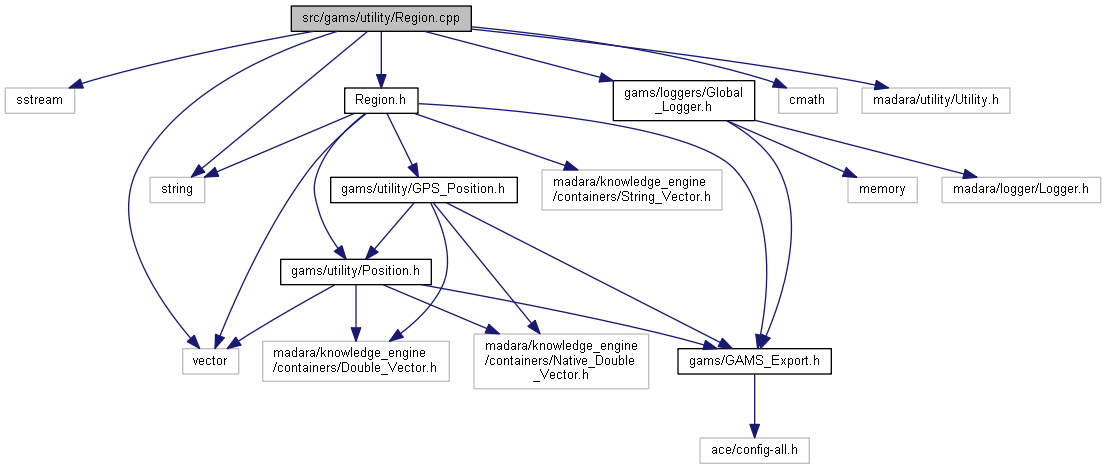 src/gams/utility/Region.cpp
sstream
Region.h
gams/loggers/Global
_Logger.h
cmath
madara/utility/Utility.h
string
gams/utility/GPS_Position.h
madara/knowledge_engine
/containers/String_Vector.h
memory
madara/logger/Logger.h
gams/utility/Position.h
vector
madara/knowledge_engine
/containers/Double_Vector.h
madara/knowledge_engine
/containers/Native_Double
_Vector.h
gams/GAMS_Export.h
ace/config-all.h